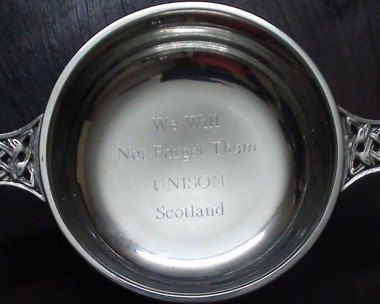 We Will
Not Forget Them
UNISON
Scotland